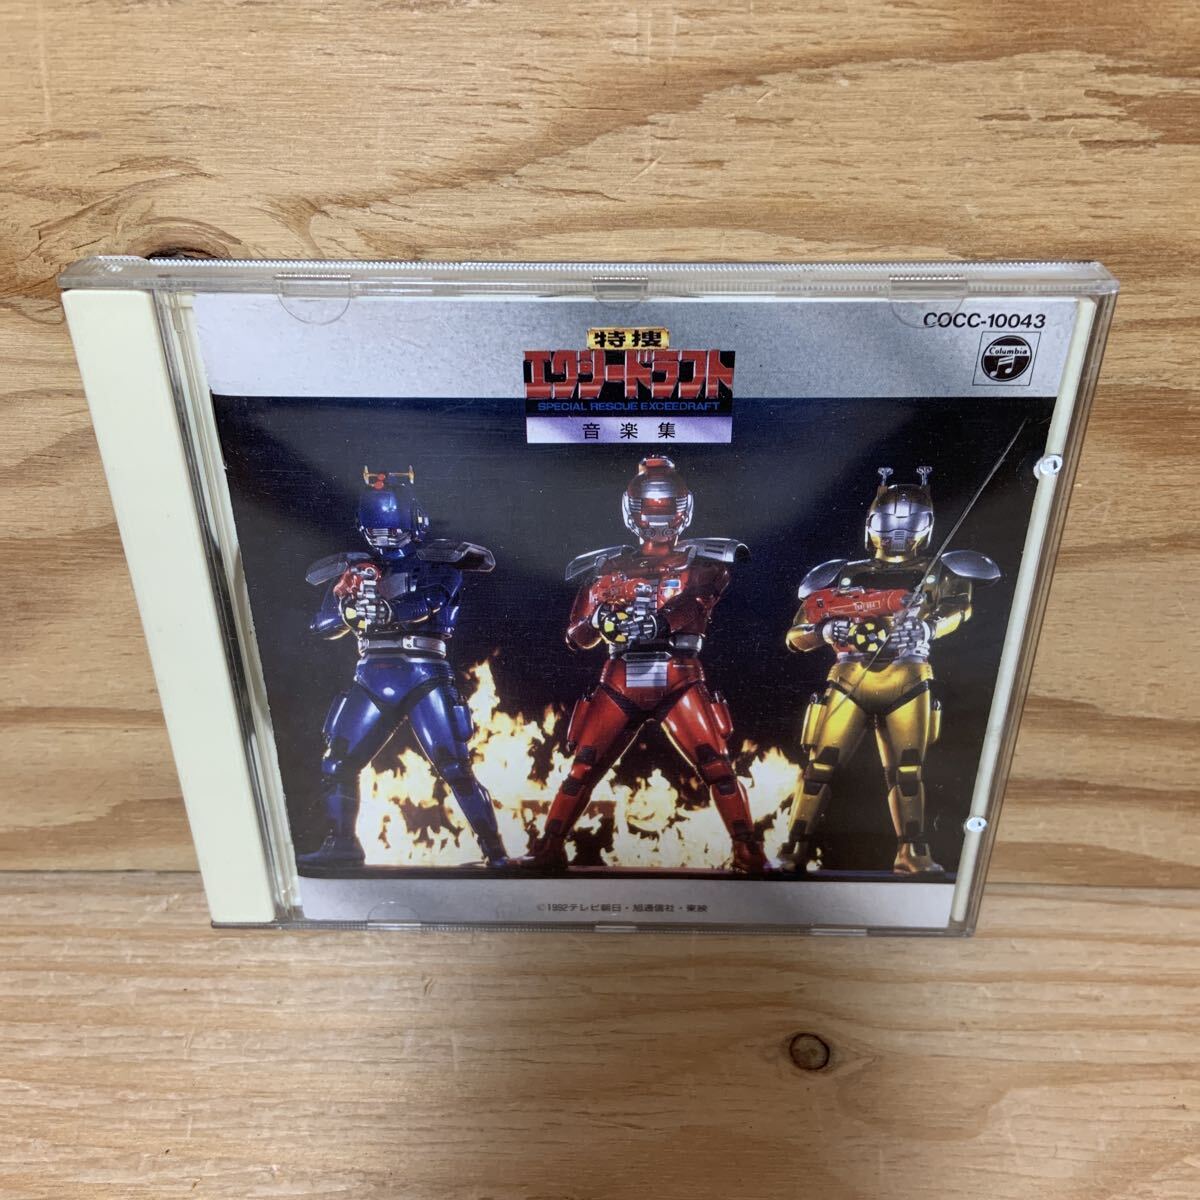 COCC-10043
Columbia
特捜
エクシードラフト
SPECIAL RESCUE EXCEEDRAFT
音楽集
©1992テレビ朝日・旭通信社・東映